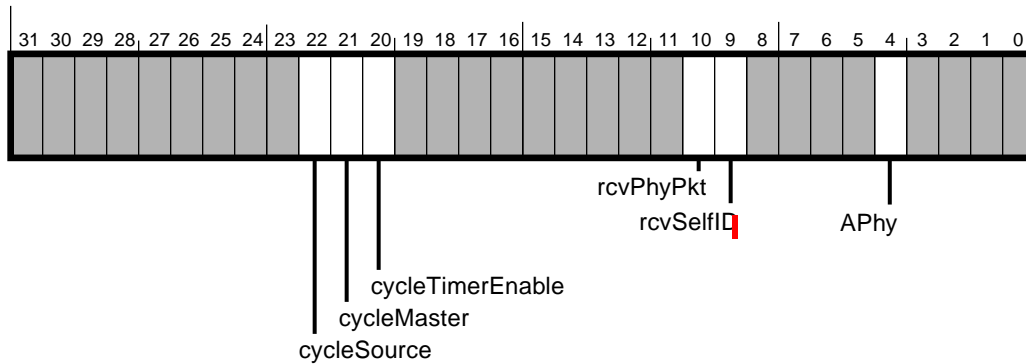 31 30 29 28 27 26 25 24 23 22 21 20 19 18 17 16 15 14 13 12 11 10 9 8 7 6 5 4 3 2 1 0
rcvPhyPkt
rcvSelfID APhy
cycleTimerEnable
cycleMaster
cycleSource